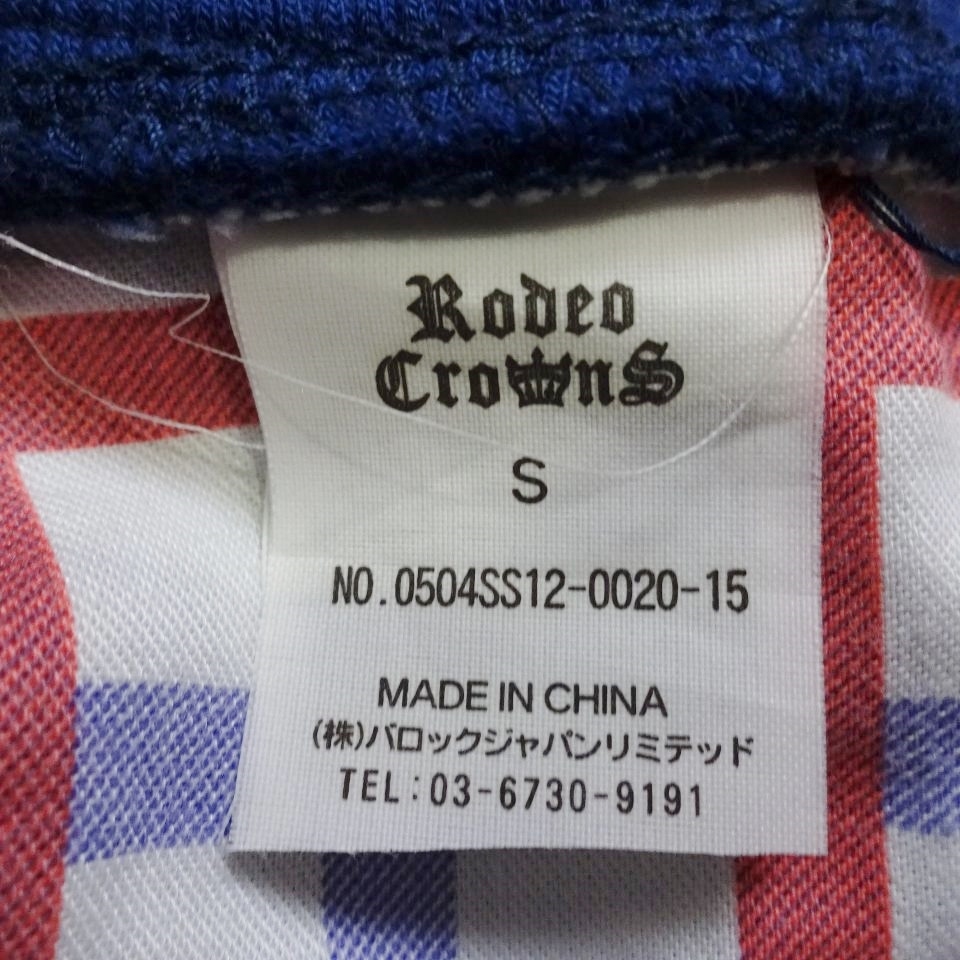 Rodeo
Crowns
S
NO.0504SS12-0020-15
MADE IN CHINA
(株)バロックジャパンリミテッド
TEL:03-6730-9191